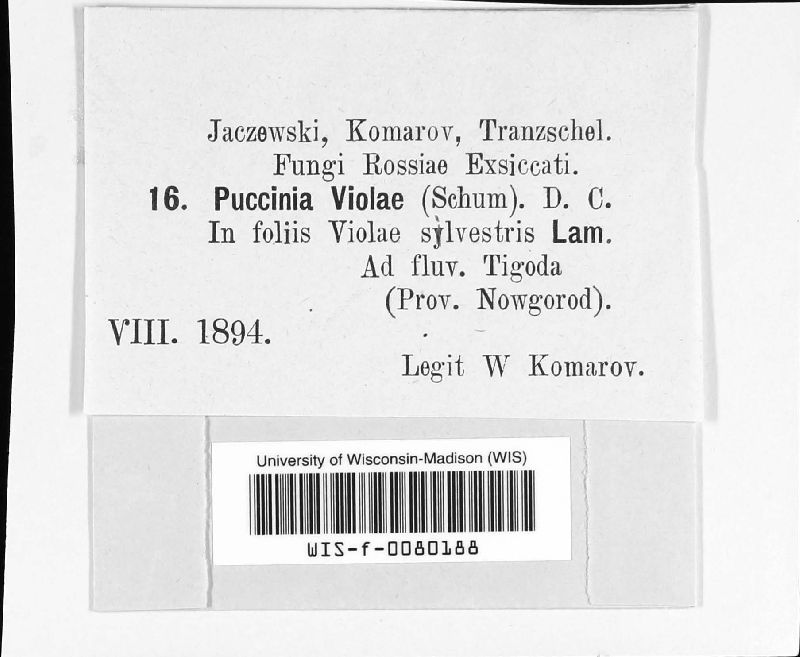 Jaczewski, Komarov, Tranzschel.
Fungi Rossiae Exsiccati.
16. Puccinia Violae (Schum). D. C.
In foliis Violae sylvestris Lam.
Ad fluv. Tigoda
(Prov. Nowgorod).
VIII. 1894.
Legit W Komarov.
University of Wisconsin-Madison (WIS)
WIS-f-0080188